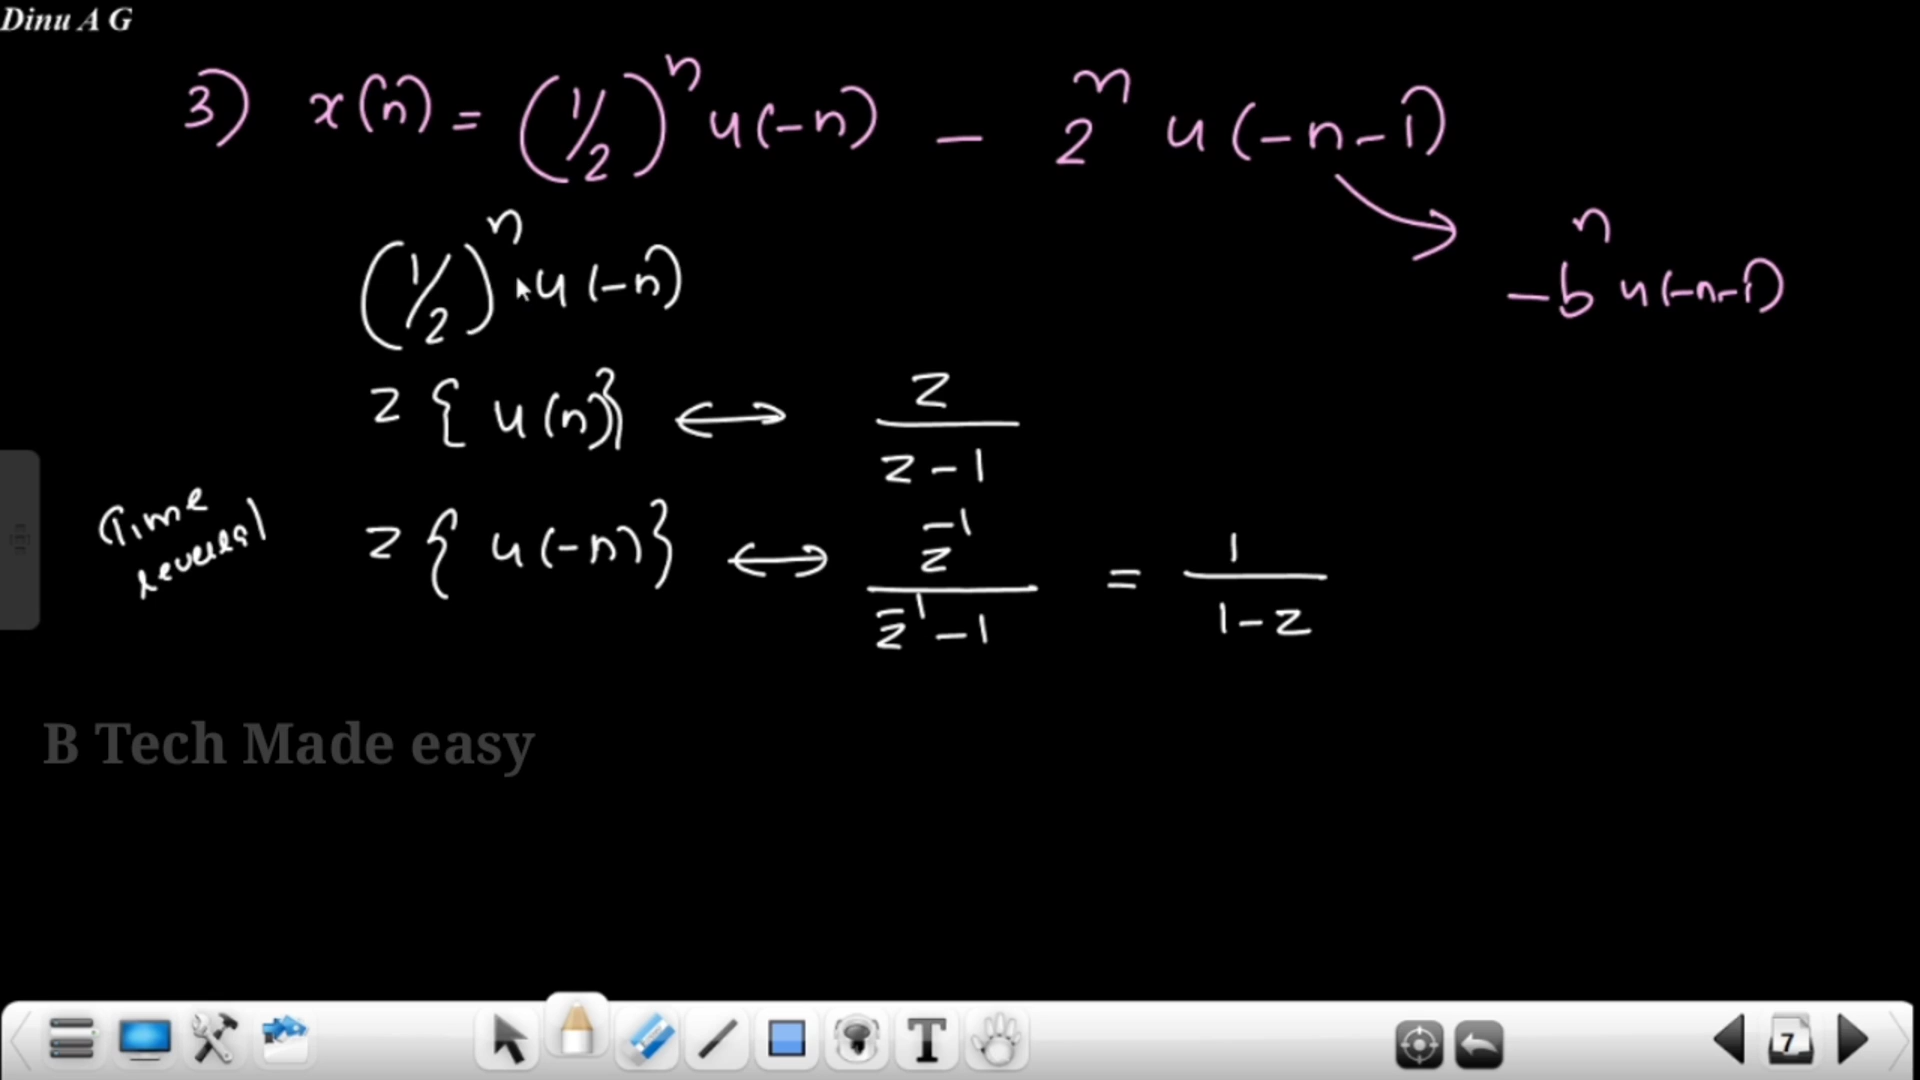 Dinu A G
3) x(n) = (1/2)^n u(-n) - 2^n u(-n-1)
-b^n u(-n-1)
(1/2)^n u(-n)
z{u(n)} ↔ z/(z-1)
Time reversal z{u(-n)} ↔ z^-1/(z^-1 - 1) = 1/(1-z)
B Tech Made easy
T 7